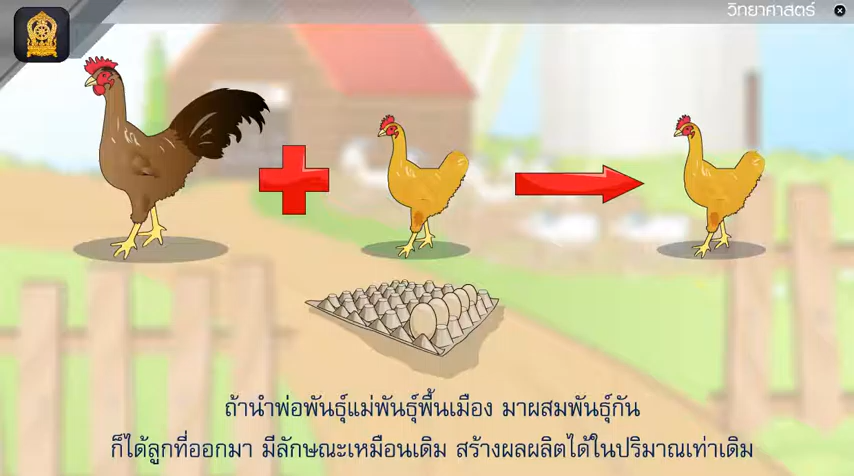 วิทยาศาสตร์
ถ้านำพ่อพันธุ์แม่พันธุ์พื้นเมือง มาผสมพันธุ์กัน
ก็ได้ลูกที่ออกมา มีลักษณะเหมือนเดิม สร้างผลผลิตได้ในปริมาณเท่าเดิม